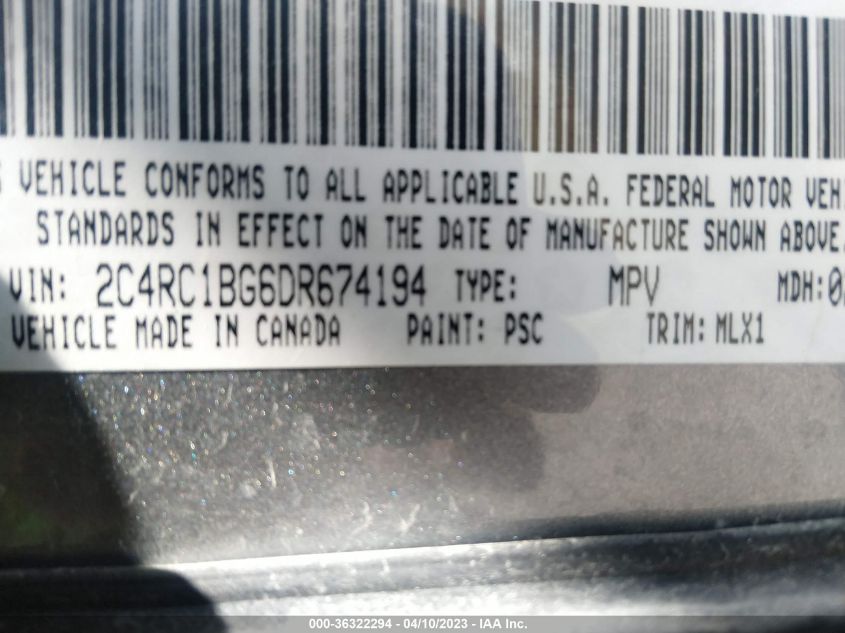 VEHICLE CONFORMS TO ALL APPLICABLE U.S.A. FEDERAL MOTOR VEH
STANDARDS IN EFFECT ON THE DATE OF MANUFACTURE SHOWN ABOVE.
VIN: 2C4RC1BG6DR674194 TYPE: MPV MDH:0
VEHICLE MADE IN CANADA PAINT: PSC TRIM: MLX1
000-36322294 - 04/10/2023 - IAA Inc.